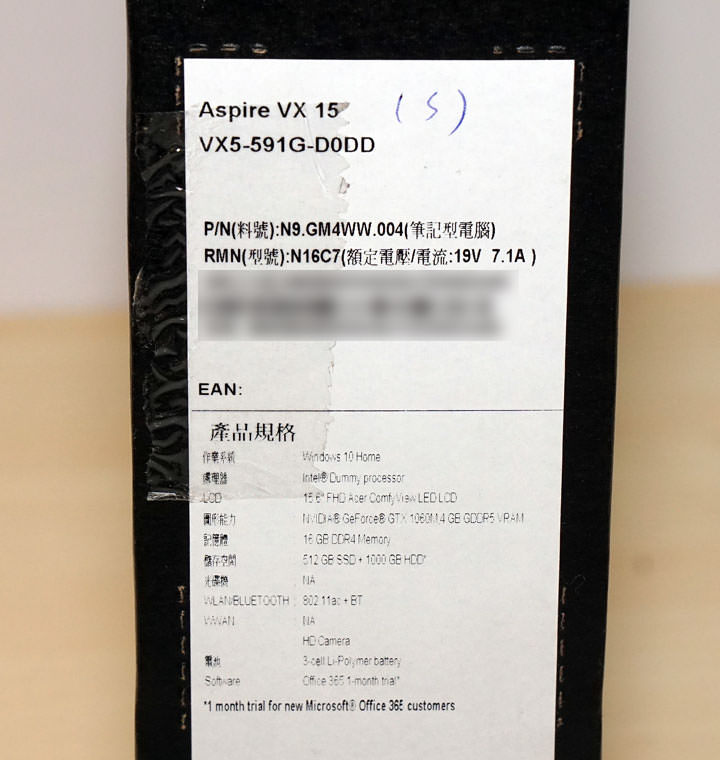 Aspire VX 15 (S)
VX5-591G-D0DD
P/N(料號):N9.GM4WW.004(筆記型電腦)
RMN(型號):N16C7(額定電壓/電流:19V 7.1A )
EAN:
產品規格
作業系統 : Windows 10 Home
處理器 : Intel® Dummy processor
LCD : 15.6" FHD Acer ComfyView LED LCD
圖形能力 : NVIDIA® GeForce® GTX 1060M,4 GB GDDR5 VRAM
記憶體 : 16 GB DDR4 Memory
儲存空間 : 512 GB SSD + 1000 GB HDD*
光碟機 : NA
WLAN/BLUETOOTH : 802.11ac + BT
WWAN : NA
HD Camera
電池 : 3-cell Li-Polymer battery
Software : Office 365 1-month trial*
*1 month trial for new Microsoft® Office 365 customers